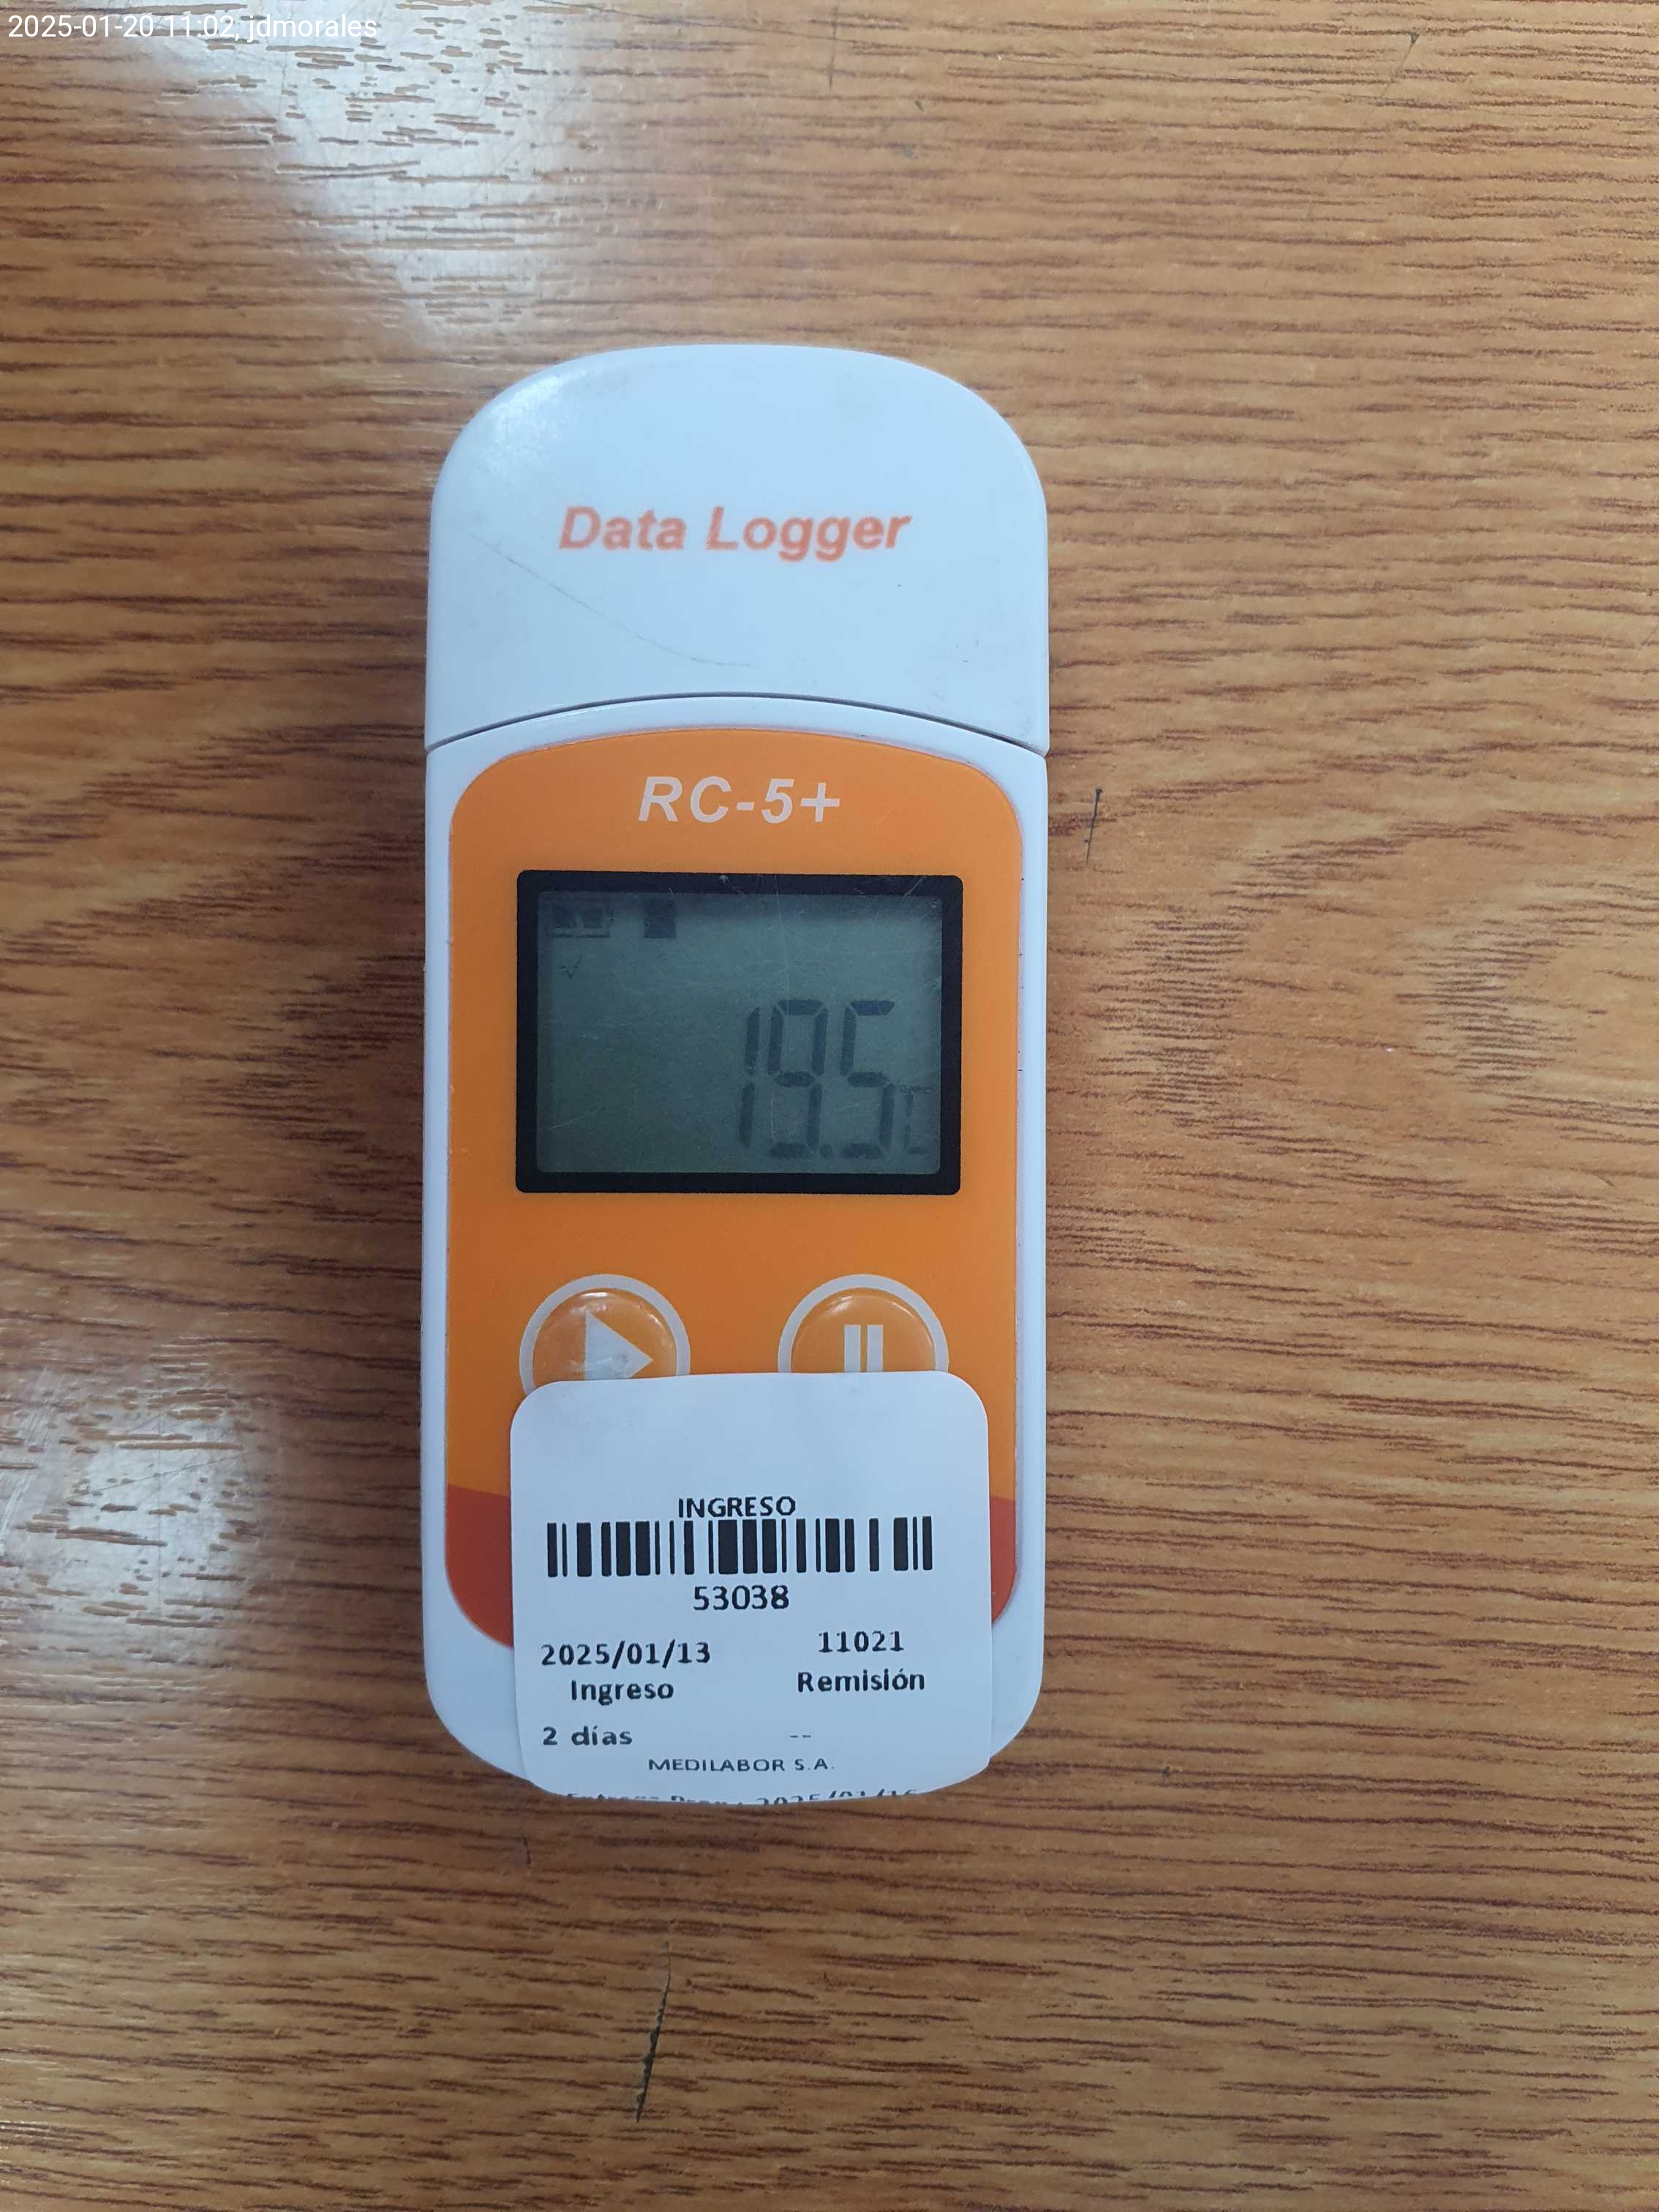 2025-01-20 11:02, jdmorales
Data Logger
RC-5+
19.5 C
INGRESO
53038
2025/01/13 11021
Ingreso Remisión
2 días --
MEDILABOR S.A.